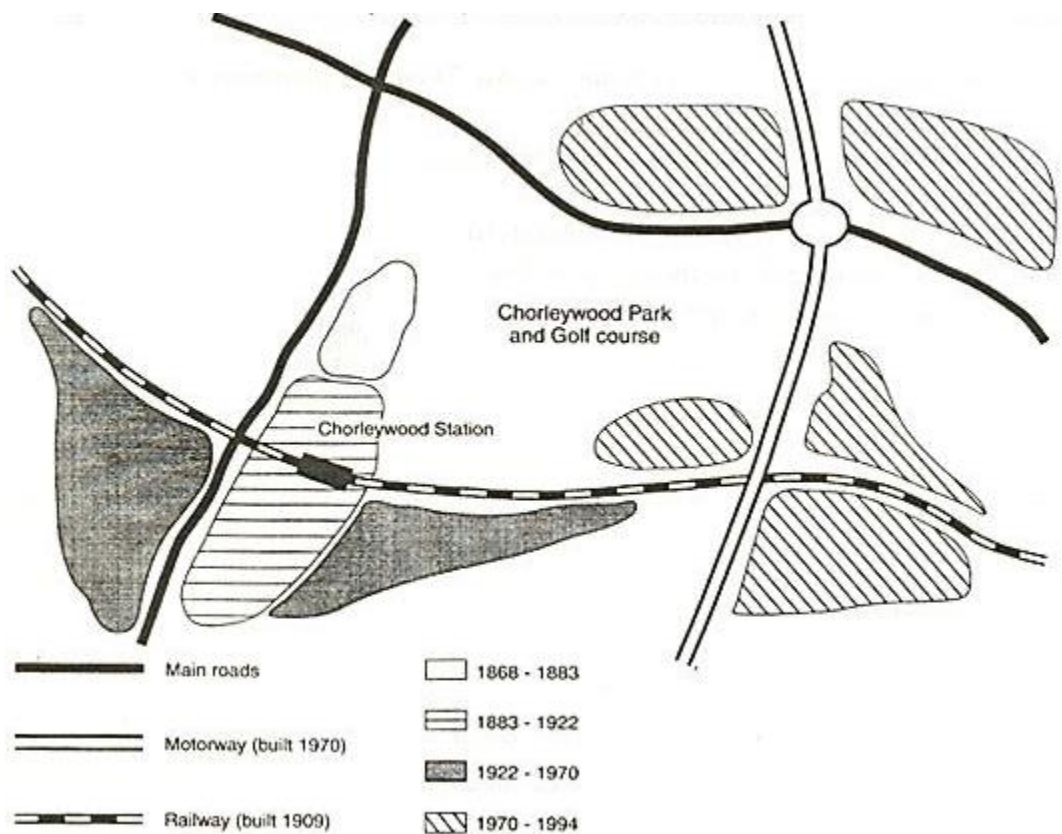 Chorleywood Park
and Golf course
Chorleywood Station
Main roads
Motorway (built 1970)
Railway (built 1909)
1868 - 1883
1883 - 1922
1922 - 1970
1970 - 1994